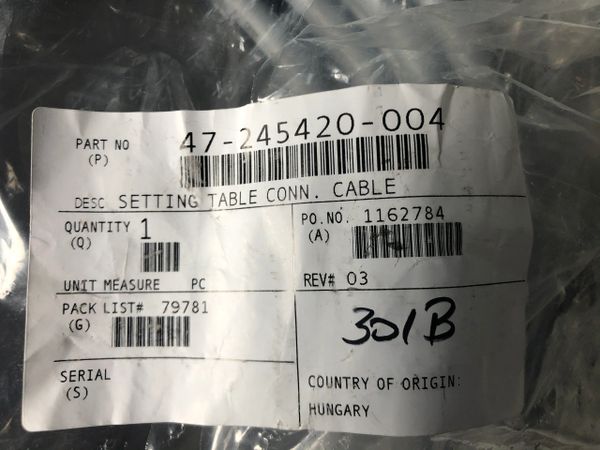 PART NO 47-245420-004
(P)
DESC SETTING TABLE CONN. CABLE
QUANTITY 1
(Q)
UNIT MEASURE PC
PO.NO. 1162784
(A)
REV# 03
PACK LIST# 79781
(G)
301B
SERIAL
(S)
COUNTRY OF ORIGIN:
HUNGARY